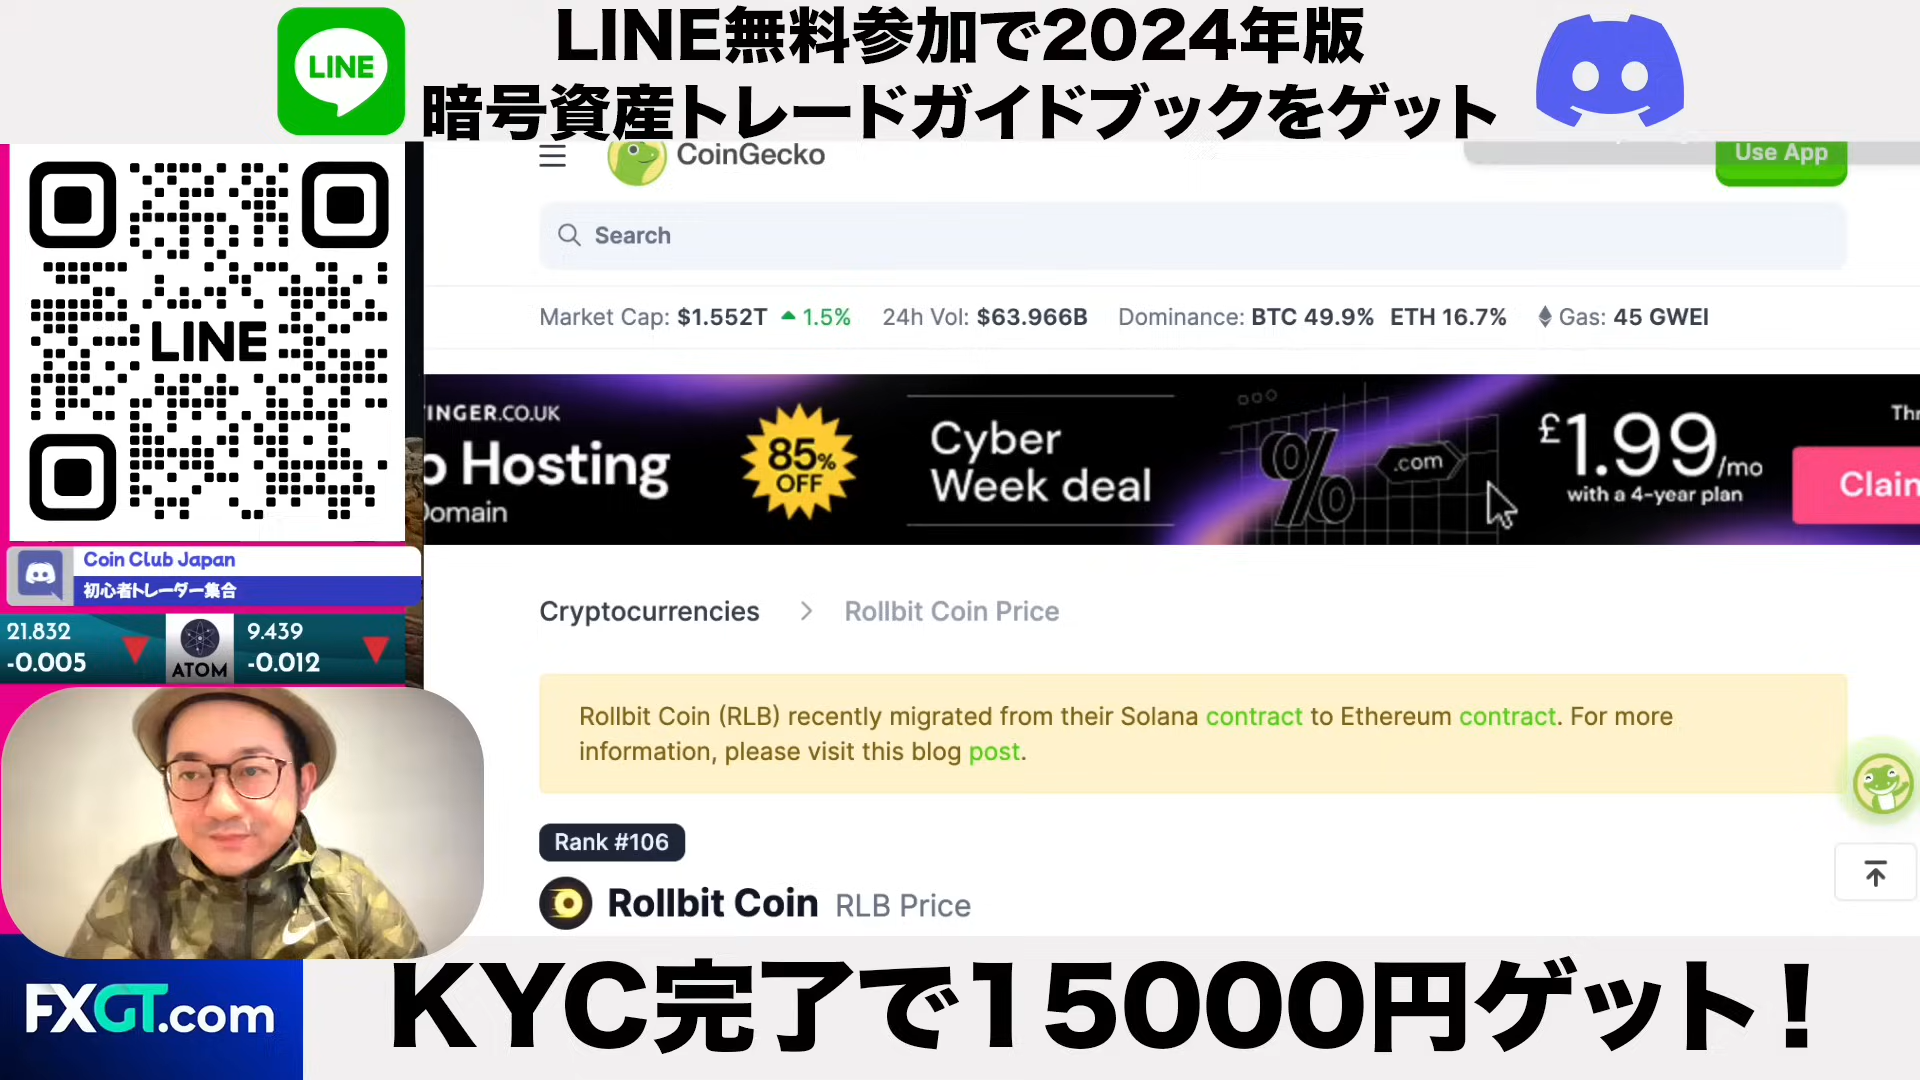 LINE
LINE無料参加で2024年版
暗号資産トレードガイドブックをゲット
LINE
Coin Club Japan
初心者トレーダー集合
21.832
-0.005
ATOM
9.439
-0.012
CoinGecko
Use App
Search
Market Cap: $1.552T 1.5% 24h Vol: $63.966B Dominance: BTC 49.9% ETH 16.7% Gas: 45 GWEI
INGER.CO.UK
Hosting
Domain
85% OFF
Cyber
Week deal
%
.com
£1.99/mo
with a 4-year plan
Cryptocurrencies > Rollbit Coin Price
Rollbit Coin (RLB) recently migrated from their Solana contract to Ethereum contract. For more
information, please visit this blog post.
Rank #106
Rollbit Coin RLB Price
FXGT.com
KYC完了で15000円ゲット！